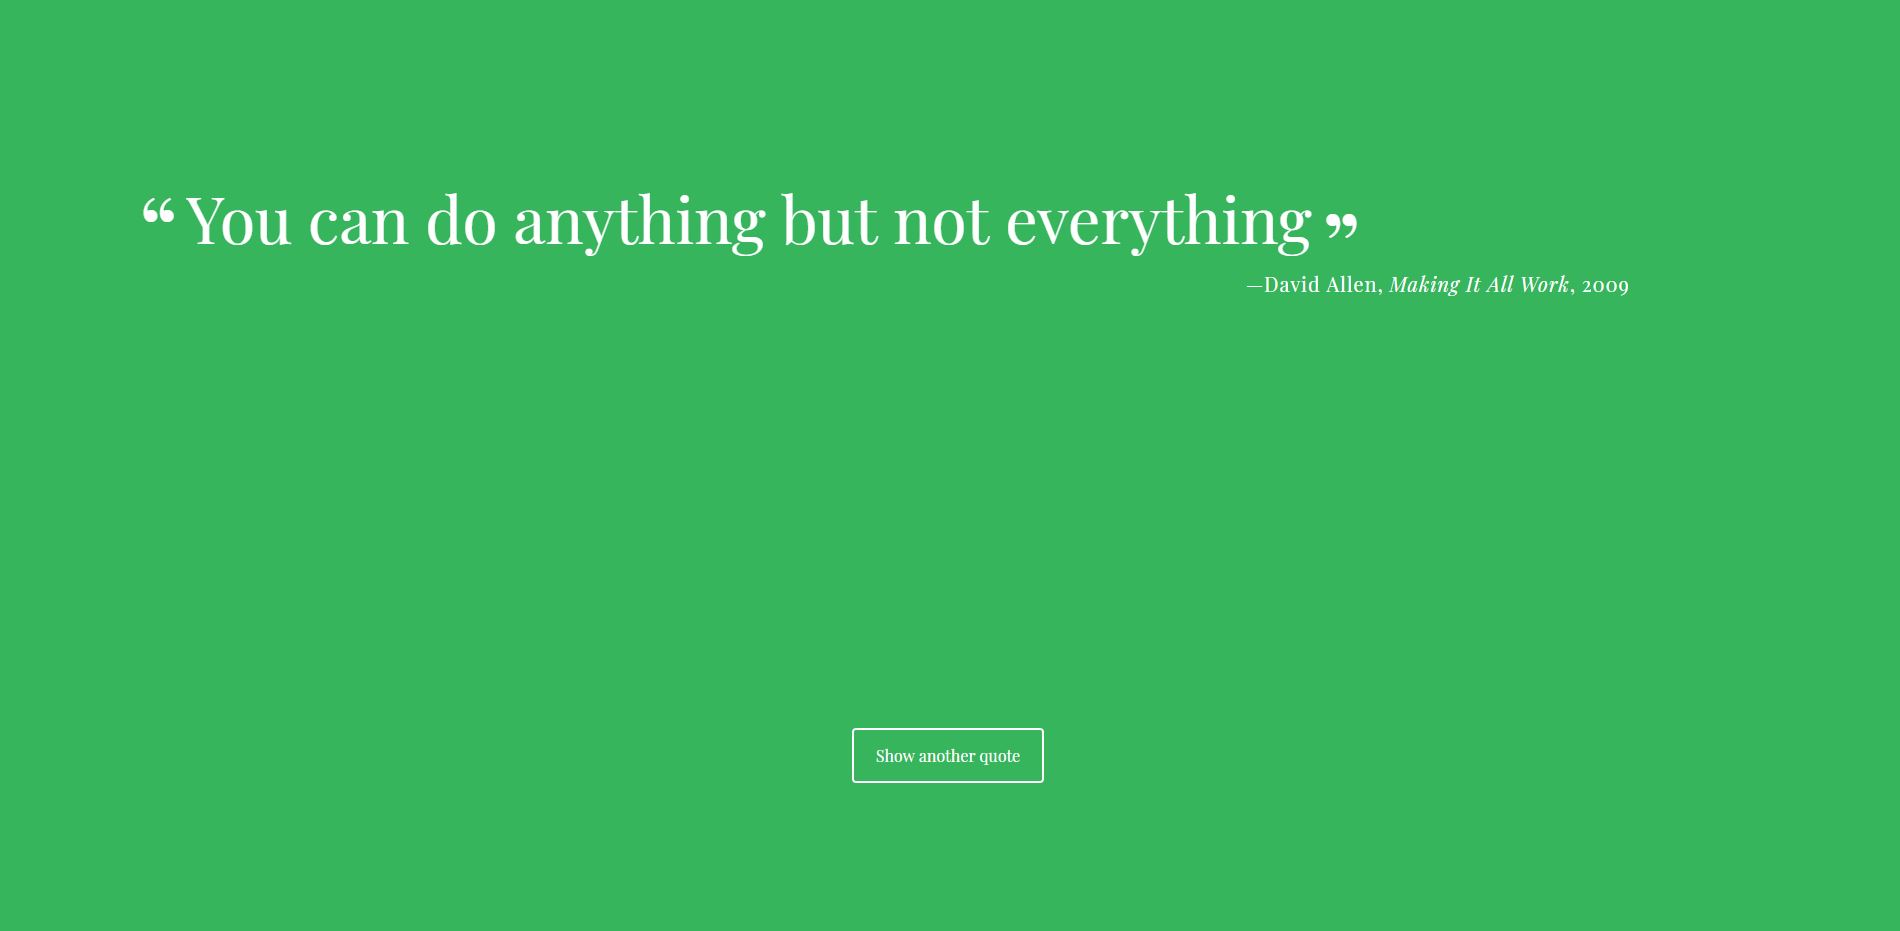 “ You can do anything but not everything ”
—David Allen, Making It All Work, 2009
Show another quote